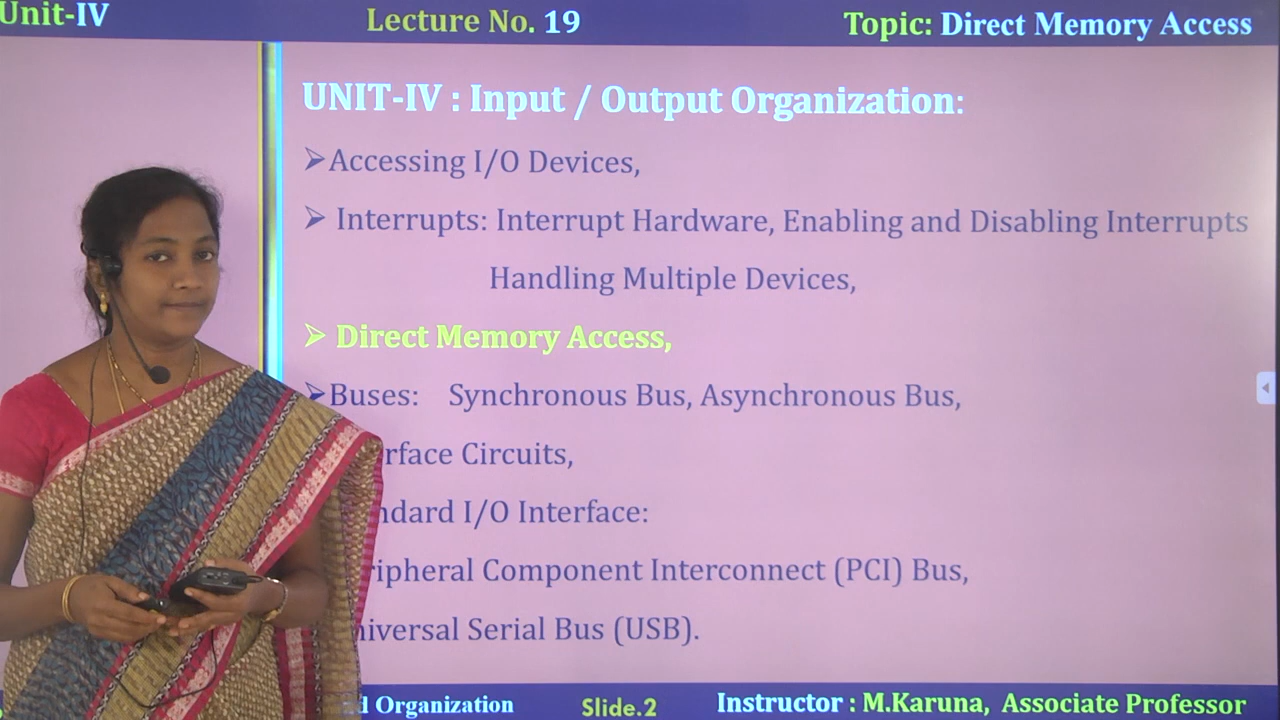 Unit-IV Lecture No. 19 Topic: Direct Memory Access
UNIT-IV : Input / Output Organization:
➢Accessing I/O Devices,
➢ Interrupts: Interrupt Hardware, Enabling and Disabling Interrupts
Handling Multiple Devices,
➢ Direct Memory Access,
➢Buses: Synchronous Bus, Asynchronous Bus,
rface Circuits,
ndard I/O Interface:
ripheral Component Interconnect (PCI) Bus,
niversal Serial Bus (USB).
d Organization Slide.2 Instructor : M.Karuna, Associate Professor